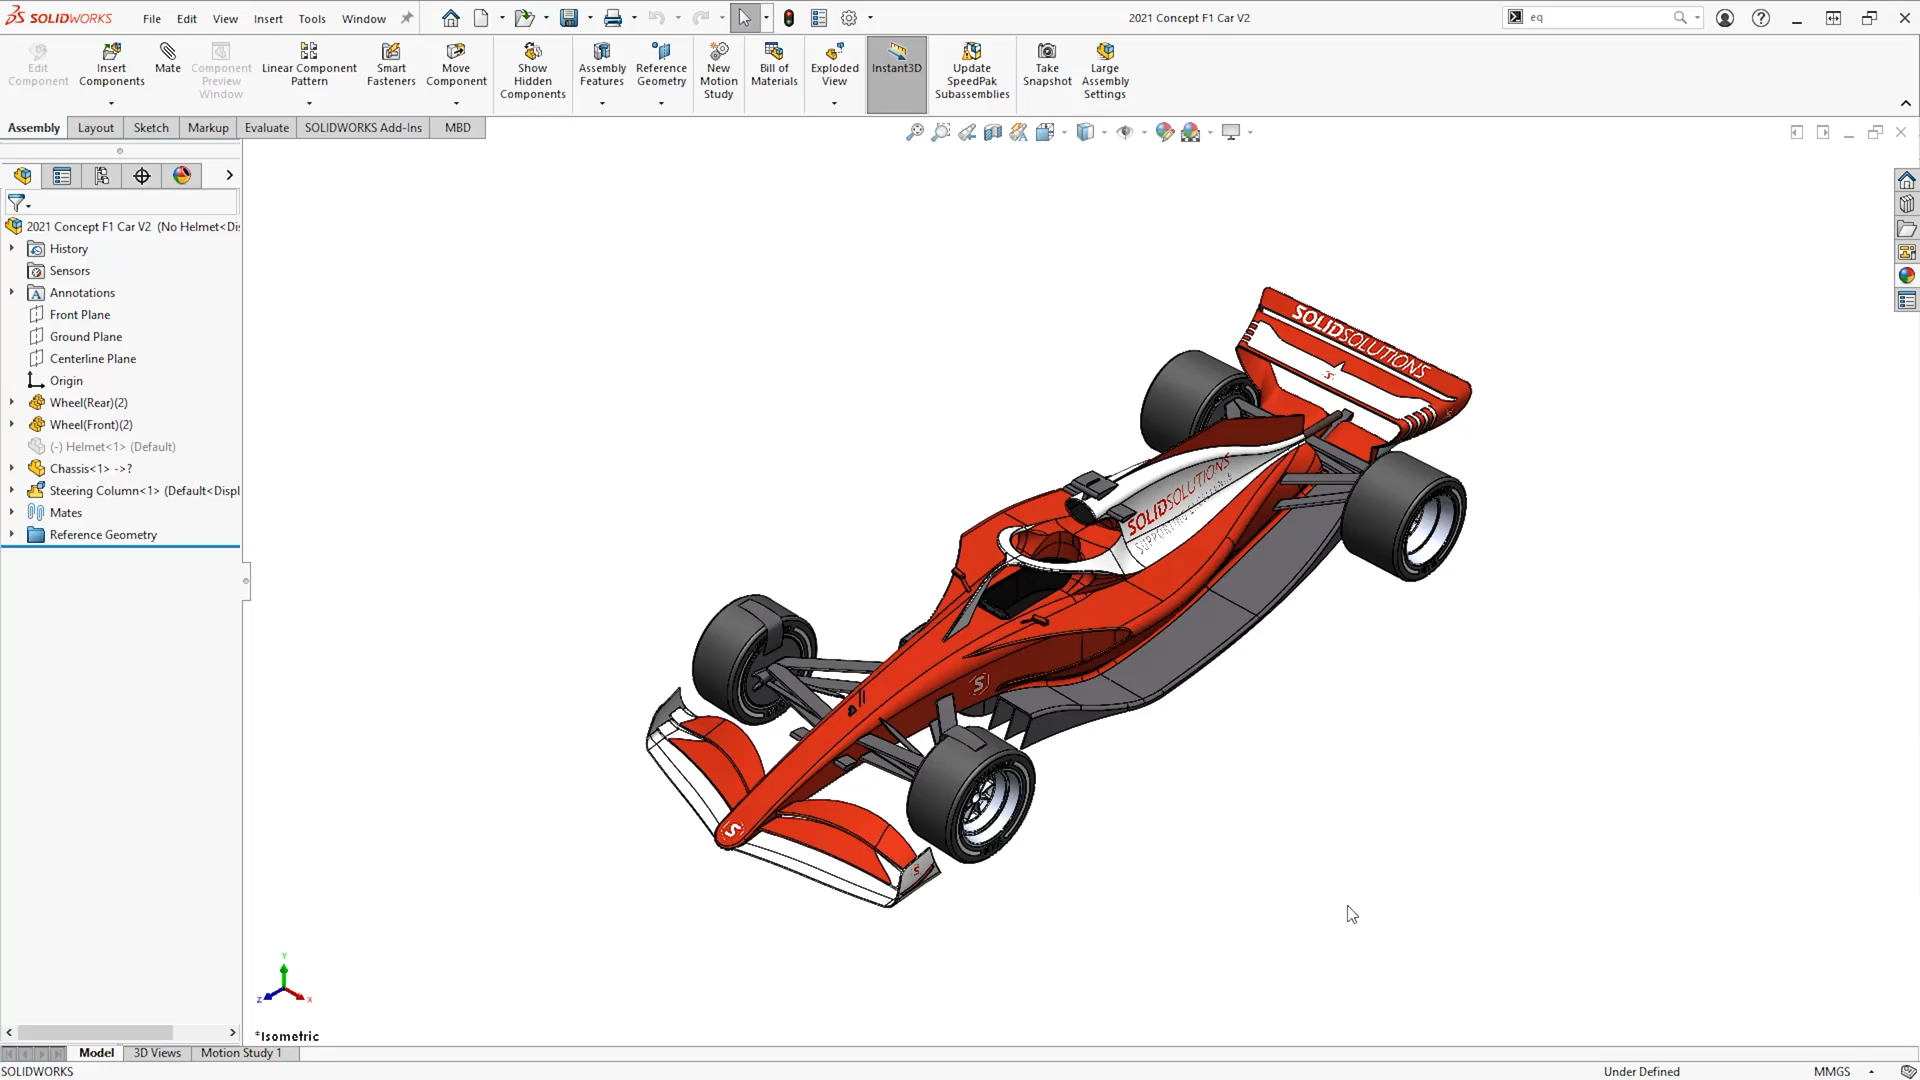 SOLIDWORKS File Edit View Insert Tools Window 2021 Concept F1 Car V2 eq
Edit Component
Insert Components
Mate
Component Preview Window
Linear Component Pattern
Smart Fasteners
Move Component
Show Hidden Components
Assembly Features
Reference Geometry
New Motion Study
Bill of Materials
Exploded View
Instant3D
Update SpeedPak Subassemblies
Take Snapshot
Large Assembly Settings
Assembly Layout Sketch Markup Evaluate SOLIDWORKS Add-Ins MBD
2021 Concept F1 Car V2 (No Helmet<Di
History
Sensors
Annotations
Front Plane
Ground Plane
Centerline Plane
Origin
Wheel(Rear)(2)
Wheel(Front)(2)
(-) Helmet<1> (Default)
Chassis<1> ->?
Steering Column<1> (Default<Displ
Mates
Reference Geometry
SOLIDSOLUTIONS
S
SOLIDSOLUTIONS
S
S
S
Y
Z X
*Isometric
Model 3D Views Motion Study 1
SOLIDWORKS Under Defined MMGS